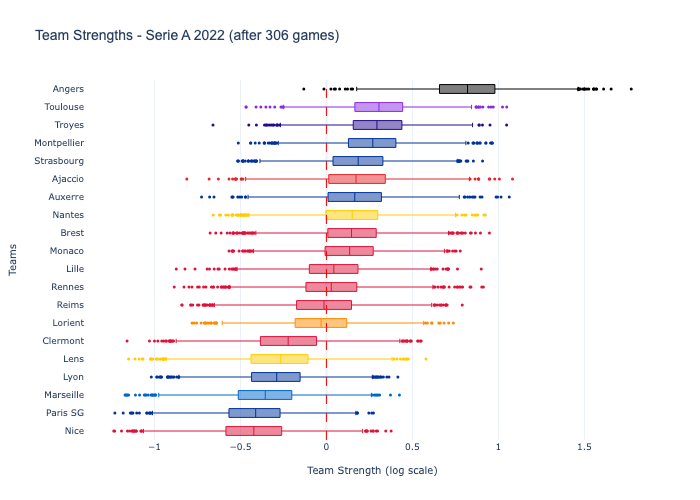 Team Strengths - Serie A 2022 (after 306 games)
Angers
Toulouse
Troyes
Montpellier
Strasbourg
Ajaccio
Auxerre
Nantes
Brest
Monaco
Lille
Rennes
Reims
Lorient
Clermont
Lens
Lyon
Marseille
Paris SG
Nice
Teams
−1
−0.5
0
0.5
1
1.5
Team Strength (log scale)